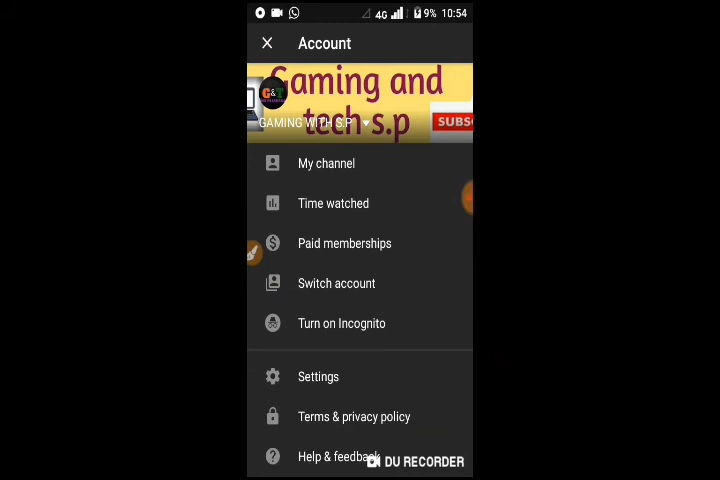 4G 9% 10:54
Account
Gaming and
G&T
tech s.p
SUBS
GAMING WITH S.P
My channel
Time watched
Paid memberships
Switch account
Turn on Incognito
Settings
Terms & privacy policy
Help & feedback
DU RECORDER